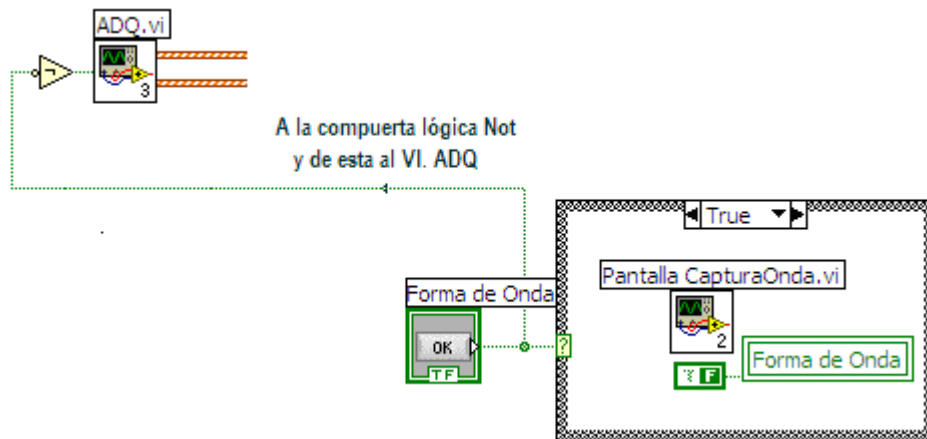 ADQ.vi
3
A la compuerta lógica Not
y de esta al VI. ADQ
True
Pantalla CapturaOnda.vi
Forma de Onda
OK
TF
?
2
F
Forma de Onda